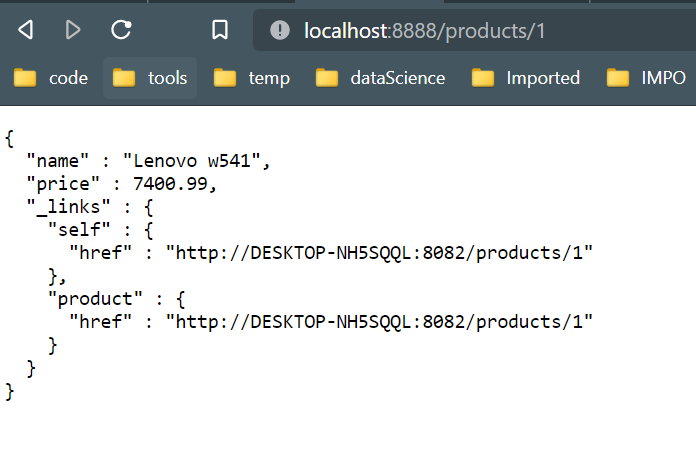 localhost:8888/products/1
code tools temp dataScience Imported IMPO
{
  "name" : "Lenovo w541",
  "price" : 7400.99,
  "_links" : {
    "self" : {
      "href" : "http://DESKTOP-NH5SQQL:8082/products/1"
    },
    "product" : {
      "href" : "http://DESKTOP-NH5SQQL:8082/products/1"
    }
  }
}